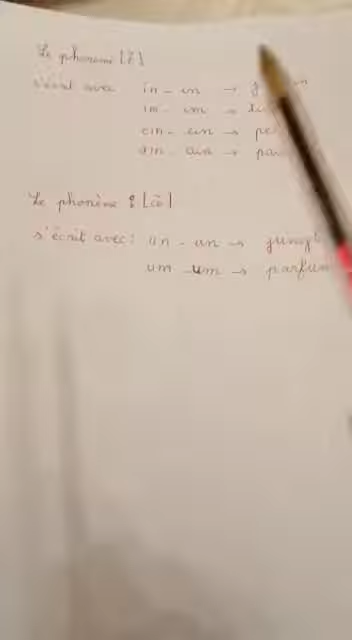 Le phonème [ẽ]
s'écrit avec in - in →
im - im →
ein - ein →
ain - ain →
Le phonème : [œ̃]
s'écrit avec : un - un →
um - um → parfum